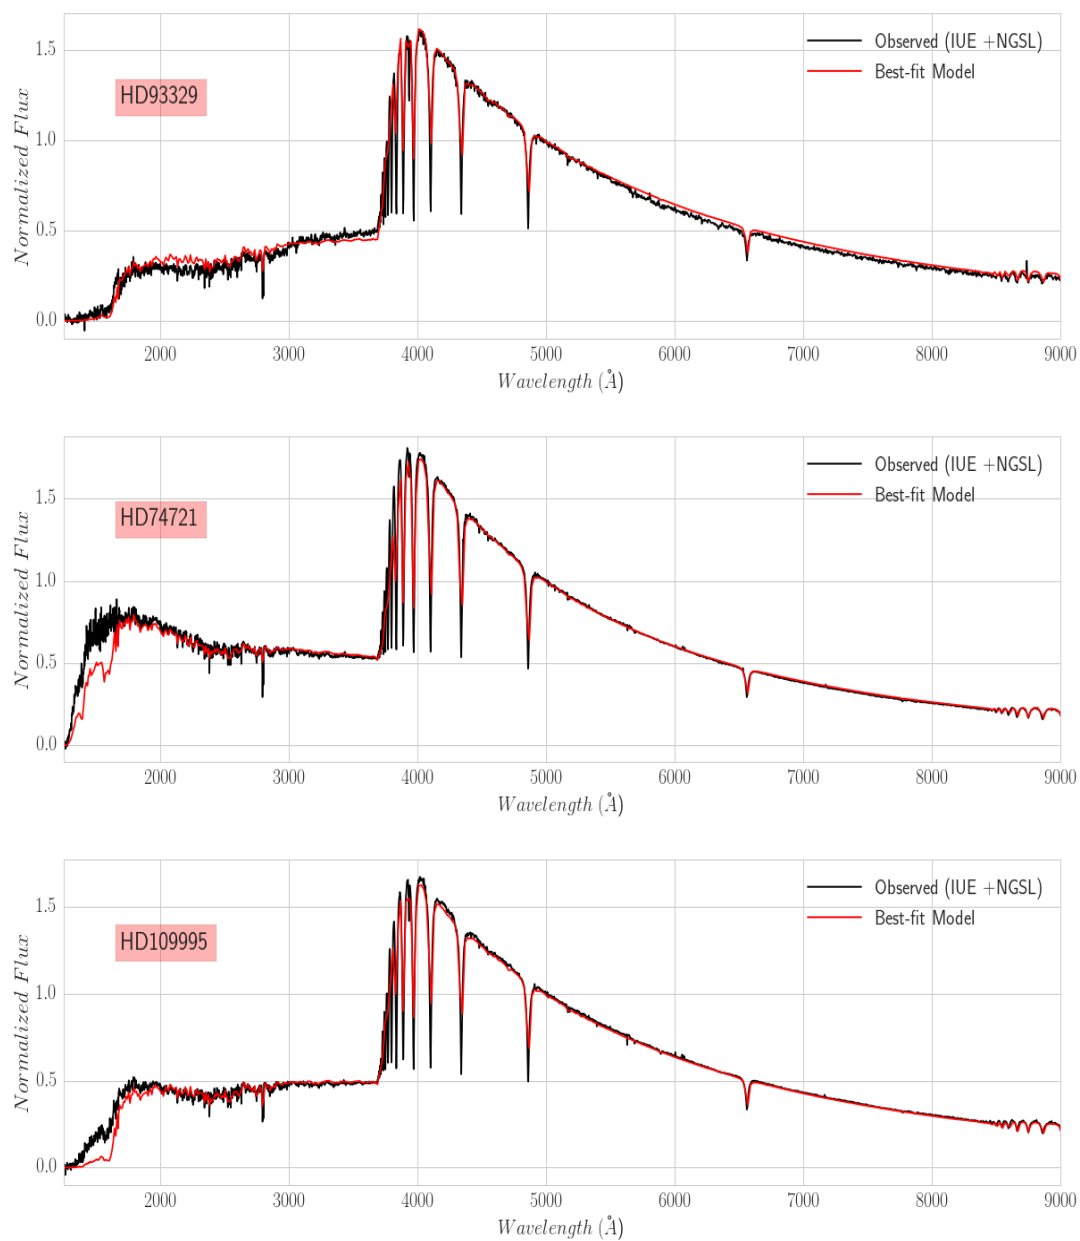 Observed (IUE +NGSL)
Best-fit Model
HD93329
Normalized Flux
1.5
1.0
0.5
0.0
2000 3000 4000 5000 6000 7000 8000 9000
Wavelength (Å)
Observed (IUE +NGSL)
Best-fit Model
HD74721
Normalized Flux
1.5
1.0
0.5
0.0
2000 3000 4000 5000 6000 7000 8000 9000
Wavelength (Å)
Observed (IUE +NGSL)
Best-fit Model
HD109995
Normalized Flux
1.5
1.0
0.5
0.0
2000 3000 4000 5000 6000 7000 8000 9000
Wavelength (Å)